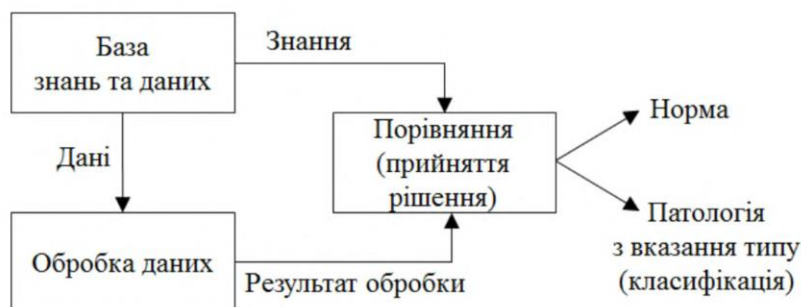 База
знань та даних
Знання
Порівняння
(прийняття
рішення)
Норма
Дані
Патологія
з вказання типу
(класифікація)
Обробка даних
Результат обробки